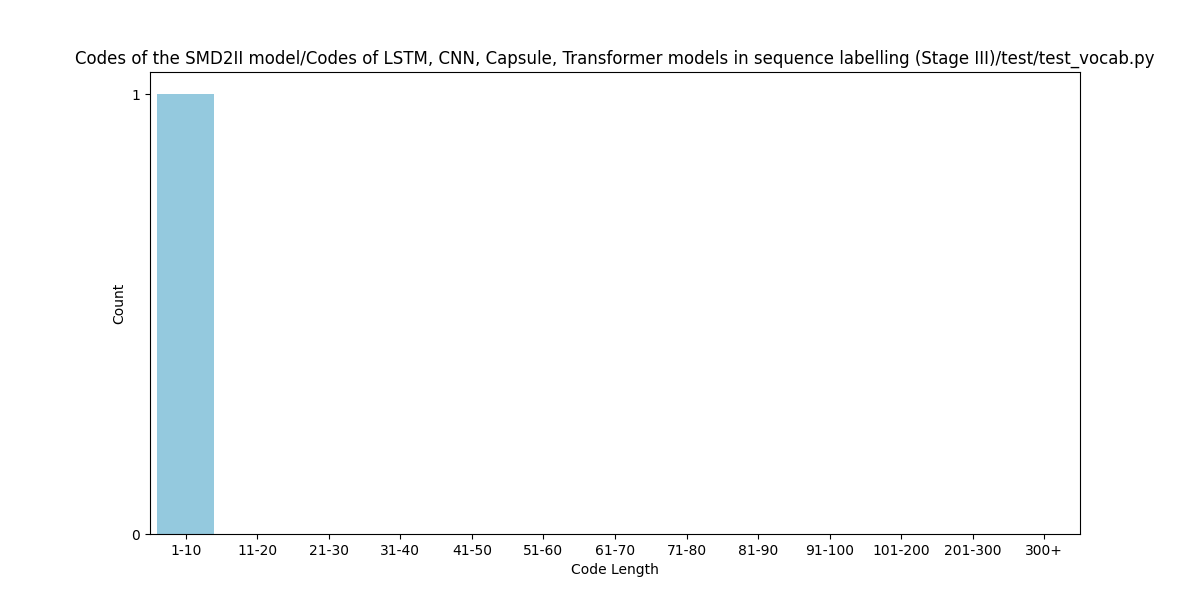 Codes of the SMD2II model/Codes of LSTM, CNN, Capsule, Transformer models in sequence labelling (Stage III)/test/test_vocab.py
1
Count
0
1-10 11-20 21-30 31-40 41-50 51-60 61-70 71-80 81-90 91-100 101-200 201-300 300+
Code Length